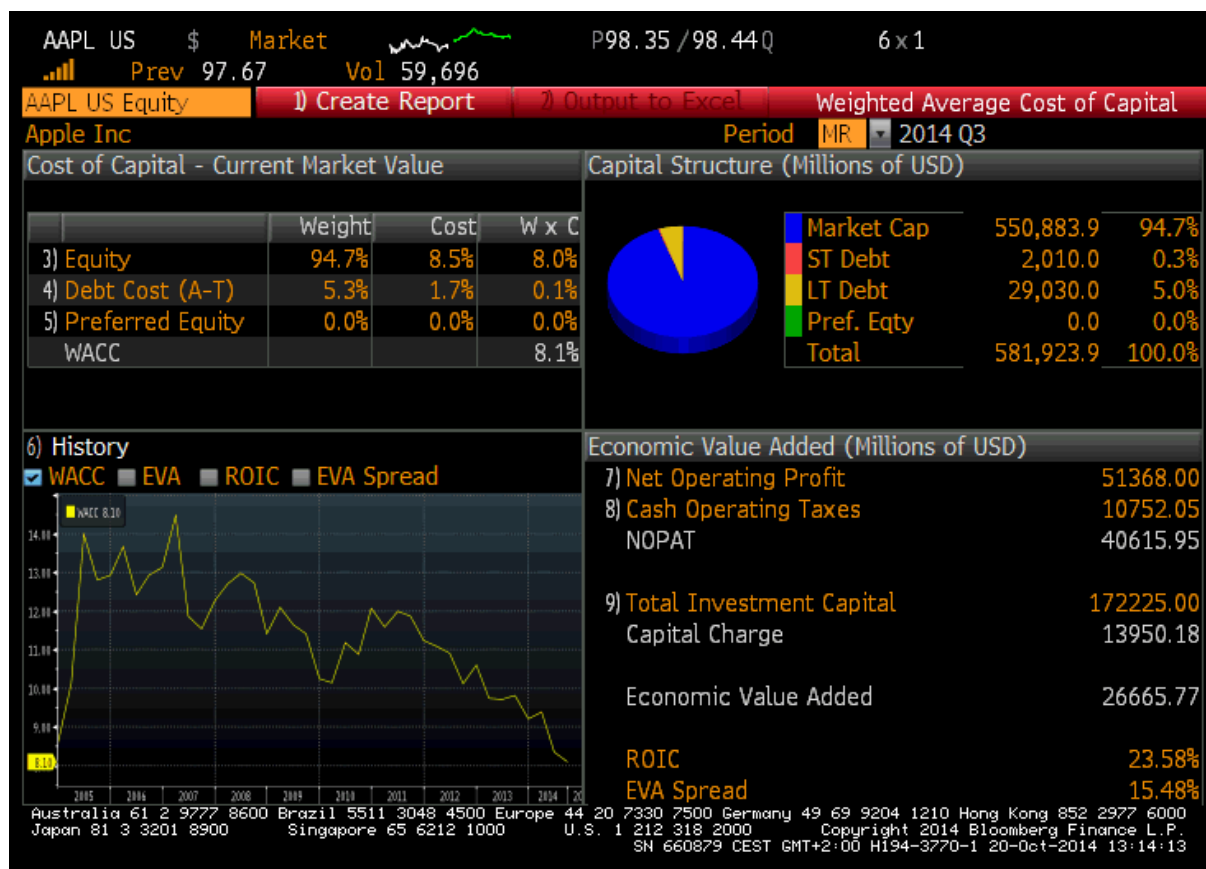 AAPL US $ Market P98.35/98.44Q 6x1
Prev 97.67 Vol 59,696
AAPL US Equity 1) Create Report 2) Output to Excel Weighted Average Cost of Capital
Apple Inc Period MR 2014 Q3
Cost of Capital - Current Market Value
Weight Cost W x C
3) Equity 94.7% 8.5% 8.0%
4) Debt Cost (A-T) 5.3% 1.7% 0.1%
5) Preferred Equity 0.0% 0.0% 0.0%
WACC 8.1%
Capital Structure (Millions of USD)
Market Cap 550,883.9 94.7%
ST Debt 2,010.0 0.3%
LT Debt 29,030.0 5.0%
Pref. Eqty 0.0 0.0%
Total 581,923.9 100.0%
6) History
WACC EVA ROIC EVA Spread
WACC 8.10
14.00
13.00
12.00
11.00
10.00
9.00
8.10
2005 2006 2007 2008 2009 2010 2011 2012 2013 2014 20
Economic Value Added (Millions of USD)
7) Net Operating Profit 51368.00
8) Cash Operating Taxes 10752.05
NOPAT 40615.95
9) Total Investment Capital 172225.00
Capital Charge 13950.18
Economic Value Added 26665.77
ROIC 23.58%
EVA Spread 15.48%
Australia 61 2 9777 8600 Brazil 5511 3048 4500 Europe 44 20 7330 7500 Germany 49 69 9204 1210 Hong Kong 852 2977 6000
Japan 81 3 3201 8900 Singapore 65 6212 1000 U.S. 1 212 318 2000 Copyright 2014 Bloomberg Finance L.P.
SN 660879 CEST GMT+2:00 H194-3770-1 20-Oct-2014 13:14:13